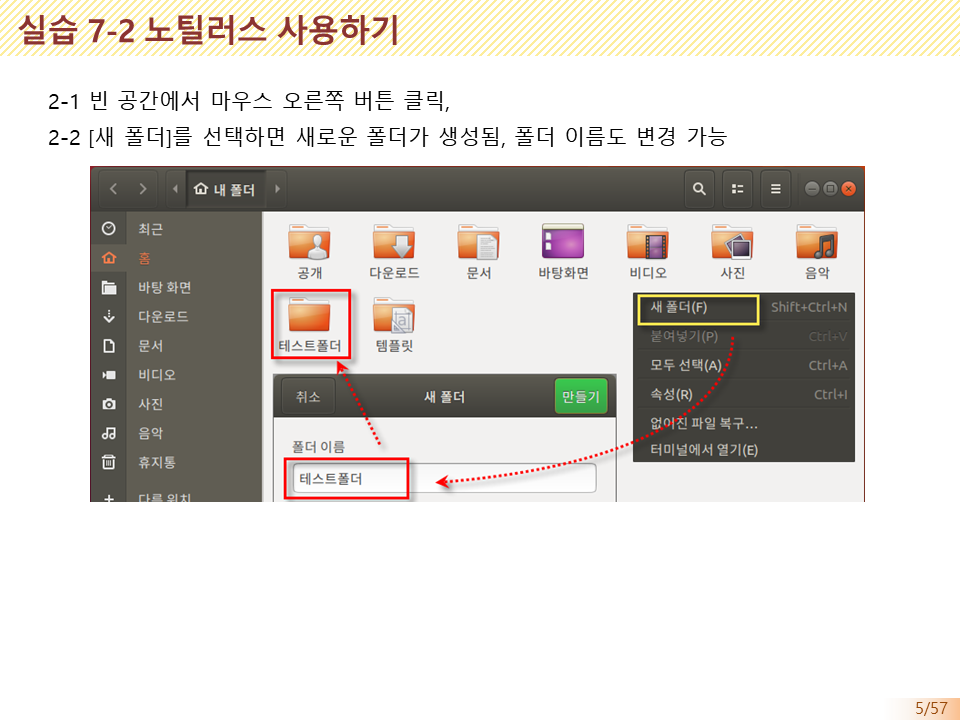 실습 7-2 노틸러스 사용하기
2-1 빈 공간에서 마우스 오른쪽 버튼 클릭,
2-2 [새 폴더]를 선택하면 새로운 폴더가 생성됨, 폴더 이름도 변경 가능
새 폴더
최근
홈
바탕 화면
다운로드
문서
비디오
사진
음악
휴지통
다른 위치
공개 다운로드 문서 바탕화면 비디오 사진 음악
테스트폴더 템플릿
새 폴더(F) Shift+Ctrl+N
붙여넣기(P) Ctrl+V
모두 선택(A) Ctrl+A
속성(R) Ctrl+I
없어진 파일 복구...
터미널에서 열기(E)
취소 새 폴더 만들기
폴더 이름
테스트폴더
5/57